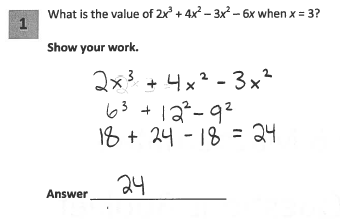 1
What is the value of 2x³ + 4x² – 3x² – 6x when x = 3?
Show your work.
2x³ + 4x² - 3x²
6³ + 12² - 9²
18 + 24 - 18 = 24
Answer 24